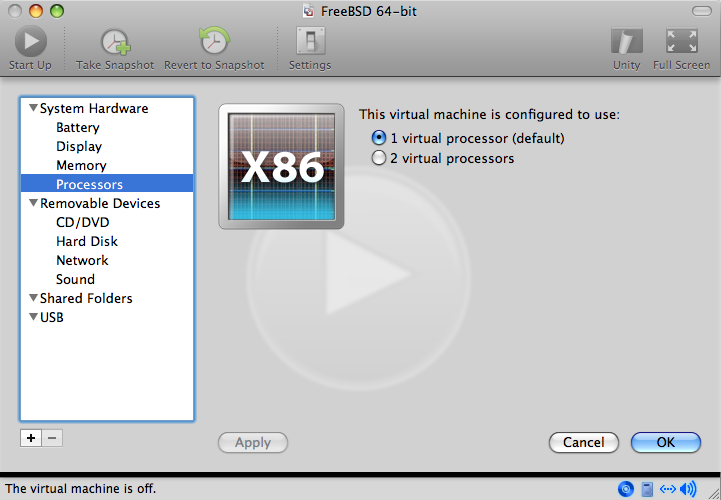 FreeBSD 64-bit
Start Up Take Snapshot Revert to Snapshot Settings Unity Full Screen
System Hardware
Battery
Display
Memory
Processors
Removable Devices
CD/DVD
Hard Disk
Network
Sound
Shared Folders
USB
X86
This virtual machine is configured to use:
1 virtual processor (default)
2 virtual processors
Apply Cancel OK
The virtual machine is off.